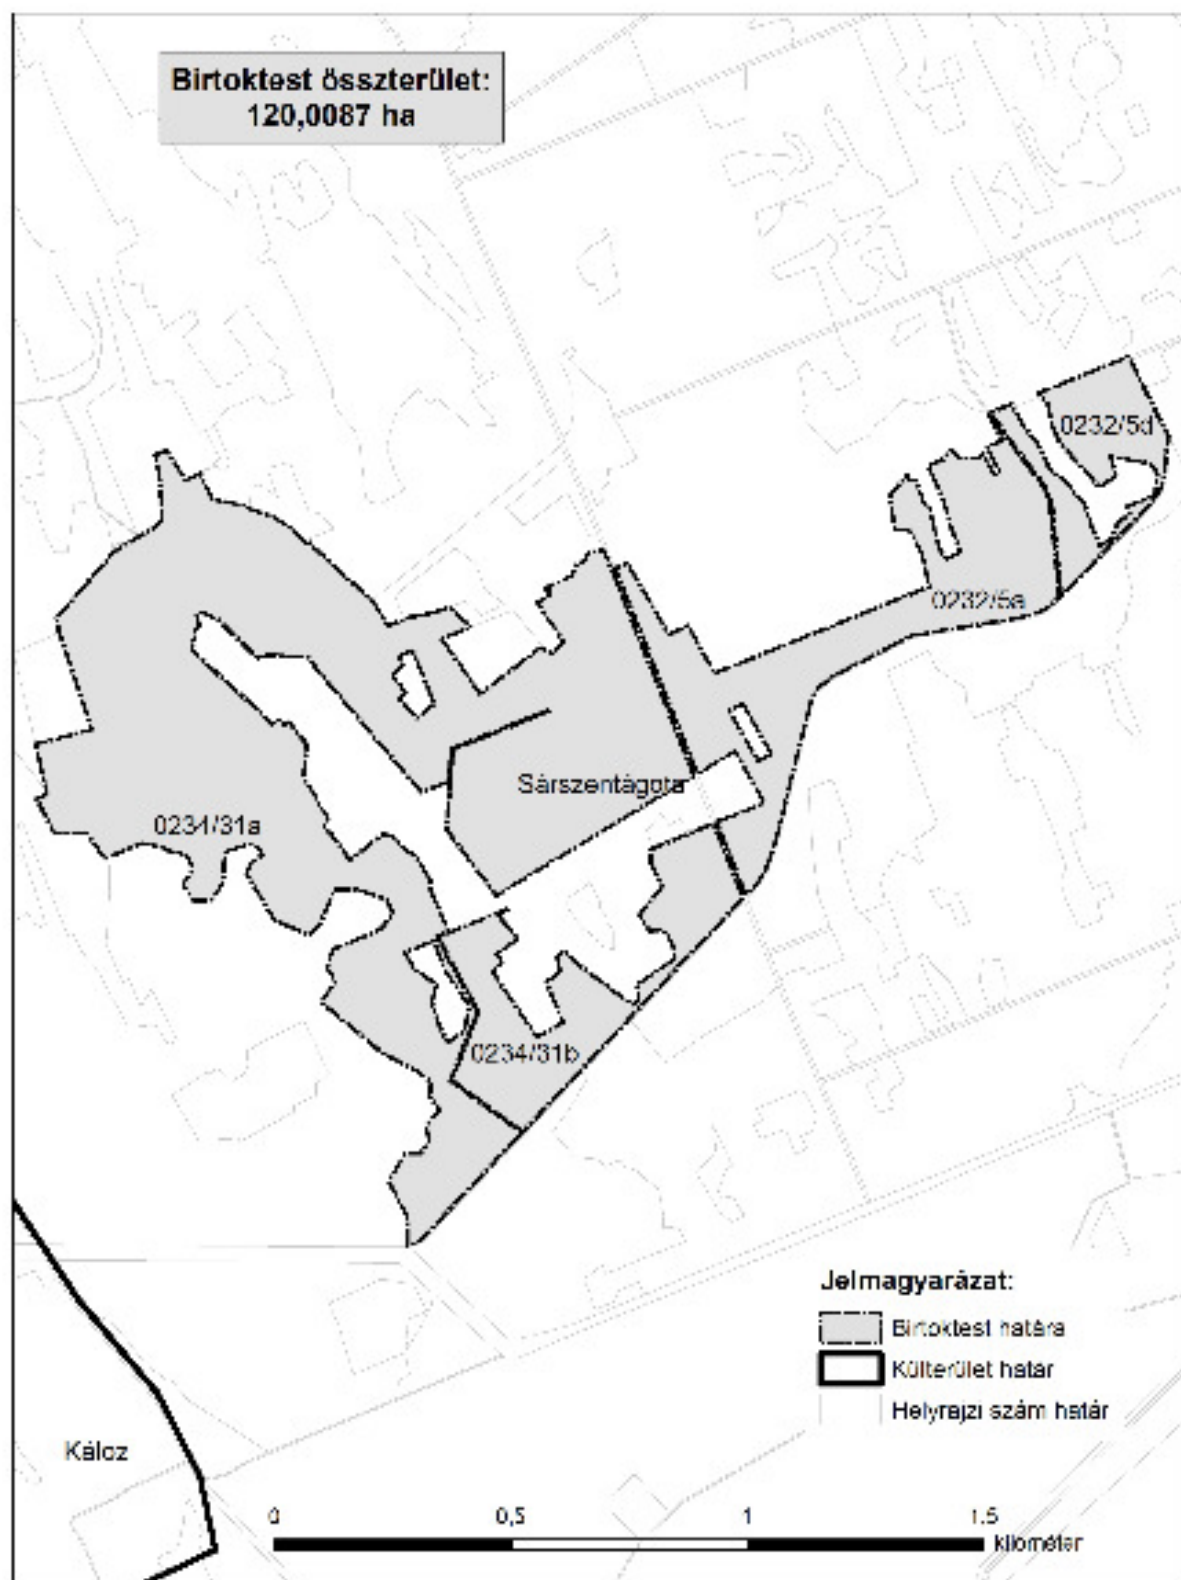 Birtoktest összterület:
120,0087 ha
0232/5d
0232/5a
Sárszentágota
0234/31a
0234/31b
Jelmagyarázat:
Birtoktest határa
Külterület határ
Helyrajzi szám határ
Káloz
0 0,5 1 1,5
kilométer